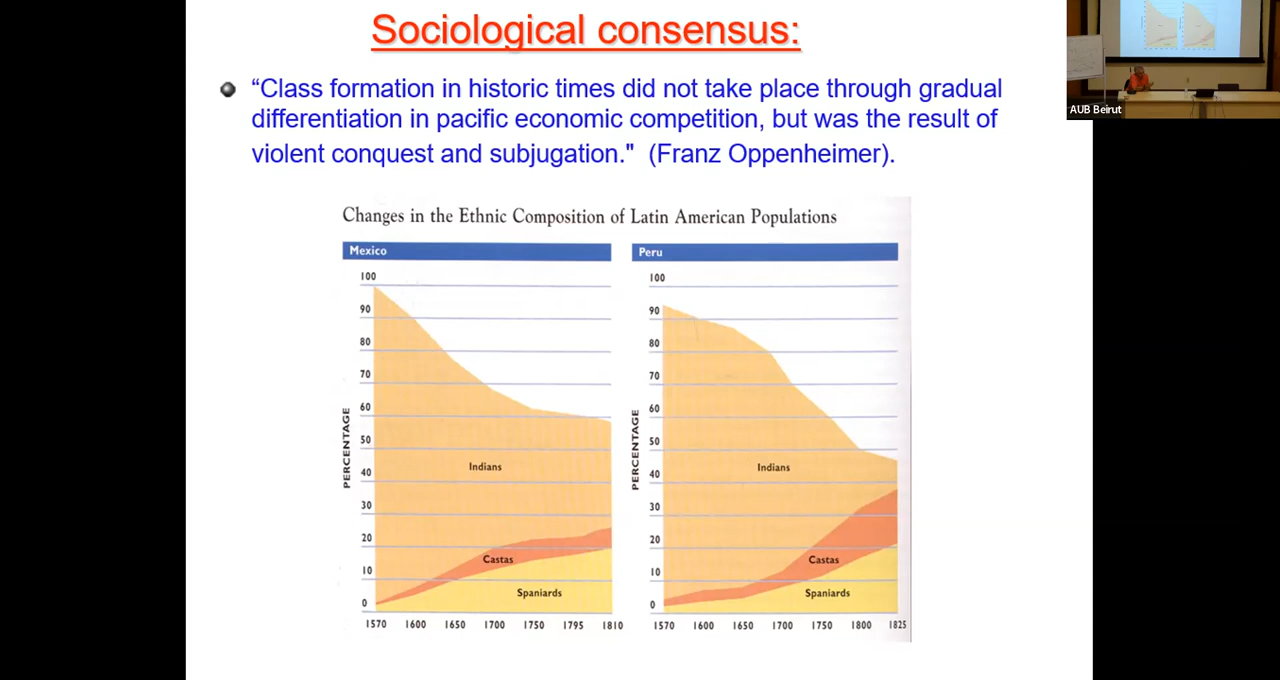 Sociological consensus:
“Class formation in historic times did not take place through gradual
differentiation in pacific economic competition, but was the result of
violent conquest and subjugation." (Franz Oppenheimer).
AUB Beirut
Changes in the Ethnic Composition of Latin American Populations
Mexico
100
90
80
70
60
50
40
30
20
10
0
PERCENTAGE
Indians
Castas
Spaniards
1570 1600 1650 1700 1750 1795 1810
Peru
100
90
80
70
60
50
40
30
20
10
0
PERCENTAGE
Indians
Castas
Spaniards
1570 1600 1650 1700 1750 1800 1825